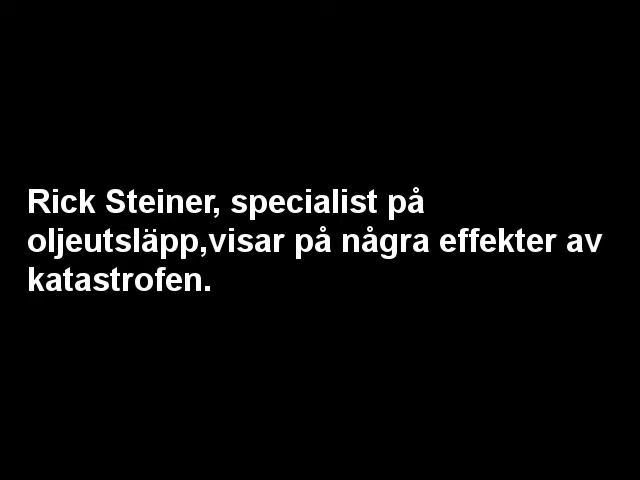 Rick Steiner, specialist på
oljeutsläpp,visar på några effekter av
katastrofen.